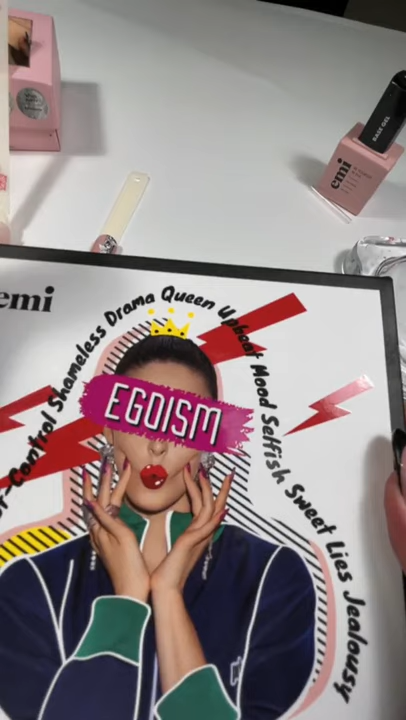 BASE GEL
emi
emi
r-Control Shameless Drama Queen Upbeat Mood Selfish Sweet Lies Jealousy
EGOISM